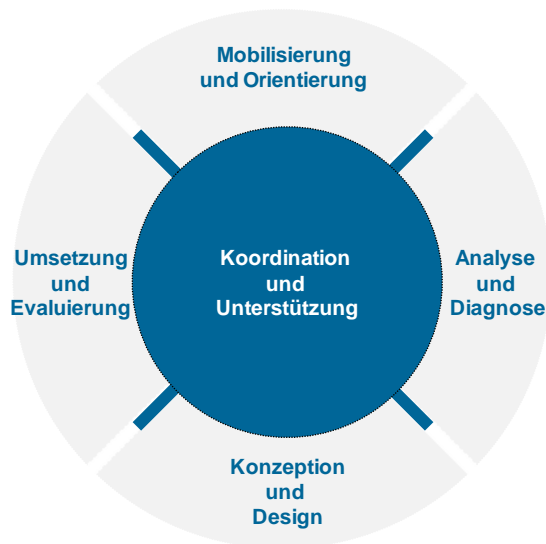 Mobilisierung
und Orientierung
Umsetzung
und
Evaluierung
Koordination
und
Unterstützung
Analyse
und
Diagnose
Konzeption
und
Design